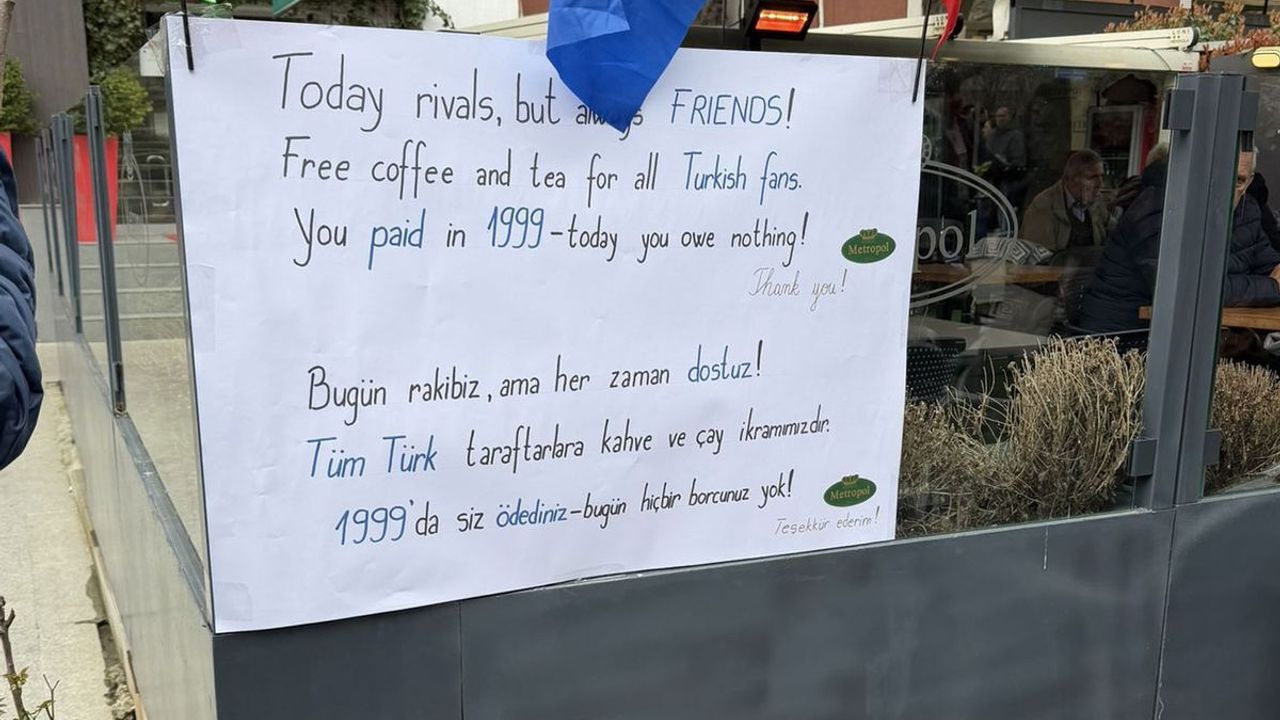 Today rivals, but always FRIENDS!
Free coffee and tea for all Turkish fans.
You paid in 1999 - today you owe nothing!
Metropol
Thank you!
Bugün rakibiz, ama her zaman dostuz!
Tüm Türk taraftarlara kahve ve çay ikramımızdır.
1999'da siz ödediniz - bugün hiçbir borcunuz yok!
Metropol
Teşekkür ederim!
pol